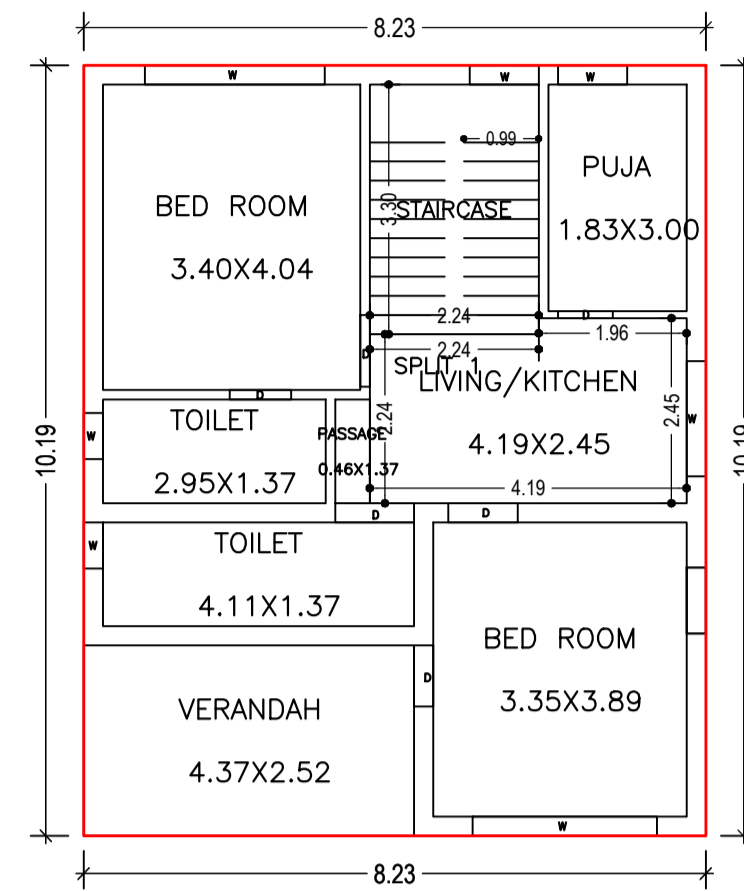 8.23
W
W
W
0.99
PUJA
BED ROOM
STAIRCASE
3.30
1.83X3.00
3.40X4.04
2.24
D
1.96
2.24
D
SPLIT 1
LIVING/KITCHEN
D
TOILET
2.24
2.45
W
W
PASSAGE
10.19
4.19X2.45
10.19
0.46X1.37
2.95X1.37
4.19
D
D
W
TOILET
4.11X1.37
BED ROOM
D
3.35X3.89
VERANDAH
4.37X2.52
W
8.23